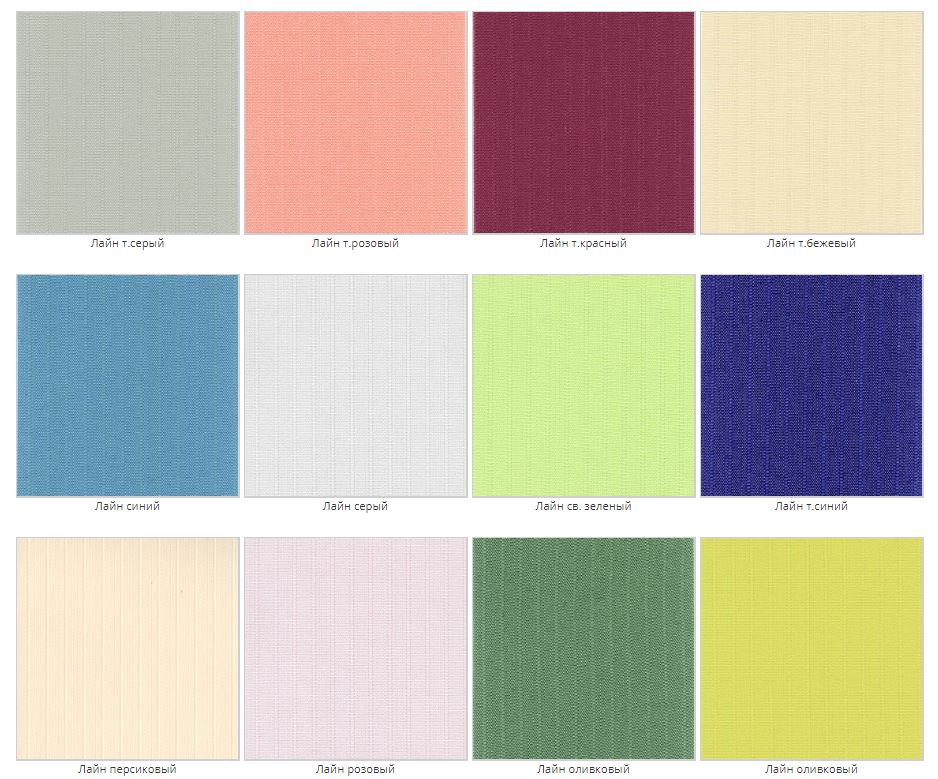 Лайн т.серый
Лайн т.розовый
Лайн т.красный
Лайн т.бежевый
Лайн синий
Лайн серый
Лайн св. зеленый
Лайн т.синий
Лайн персиковый
Лайн розовый
Лайн оливковый
Лайн оливковый